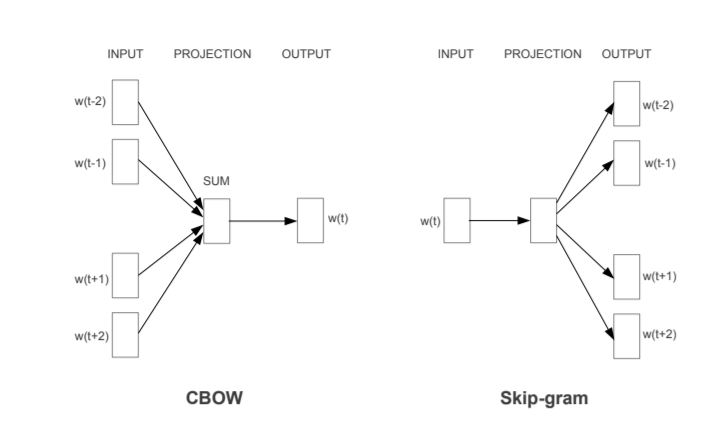 INPUT PROJECTION OUTPUT
w(t-2)
w(t-1)
SUM
w(t)
w(t+1)
w(t+2)
CBOW
INPUT PROJECTION OUTPUT
w(t-2)
w(t-1)
w(t)
w(t+1)
w(t+2)
Skip-gram